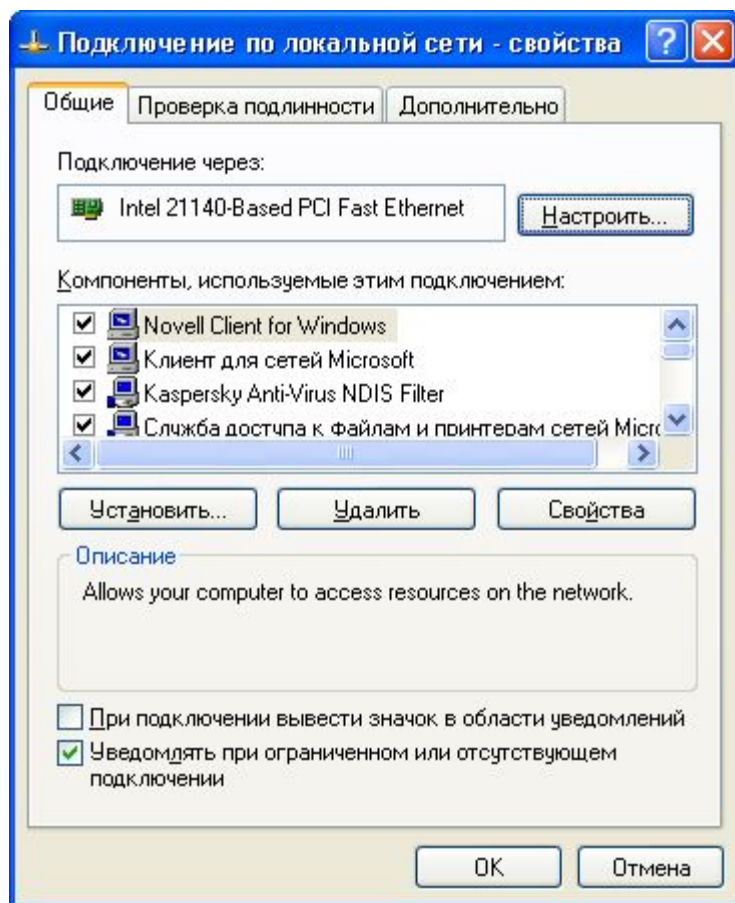 Подключение по локальной сети - свойства
Общие Проверка подлинности Дополнительно
Подключение через:
Intel 21140-Based PCI Fast Ethernet
Настроить...
Компоненты, используемые этим подключением:
Novell Client for Windows
Клиент для сетей Microsoft
Kaspersky Anti-Virus NDIS Filter
Служба доступа к файлам и принтерам сетей Micro
Установить... Удалить Свойства
Описание
Allows your computer to access resources on the network.
При подключении вывести значок в области уведомлений
Уведомлять при ограниченном или отсутствующем
подключении
OK Отмена